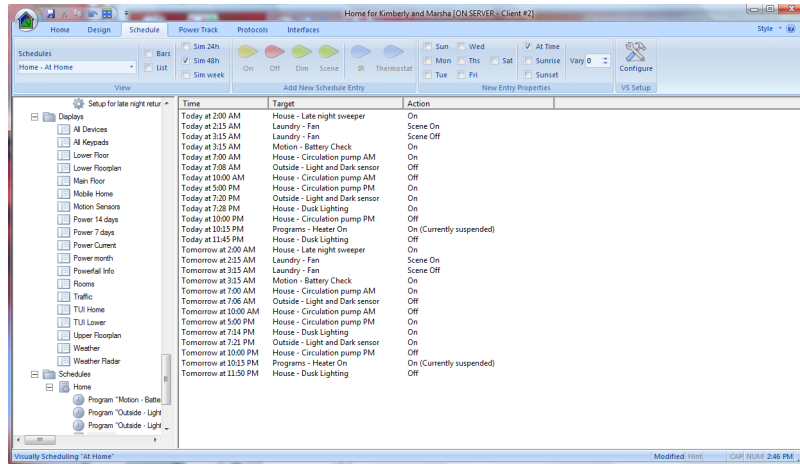 Home for Kimberly and Marsha [ON SERVER - Client #2]
Home Design Schedule Power Track Protocols Interfaces Style
Schedules
Home - At Home
Bars
List
View
Sim 24h
Sim 48h
Sim week
On Off Dim Scene IR Thermostat
Add New Schedule Entry
Sun Wed
Mon Ths Sat
Tue Fri
At Time
Sunrise Vary 0
Sunset
New Entry Properties
Configure
VS Setup
Setup for late night retur
Displays
All Devices
All Keypads
Lower Floor
Lower Floorplan
Main Floor
Mobile Home
Motion Sensors
Power 14 days
Power 7 days
Power Current
Power month
Powerfail Info
Rooms
Traffic
TUI Home
TUI Lower
Upper Floorplan
Weather
Weather Radar
Schedules
Home
Program "Motion - Batte
Program "Outside - Light
Program "Outside - Light
Time Target Action
Today at 2:00 AM House - Late night sweeper On
Today at 2:15 AM Laundry - Fan Scene On
Today at 3:15 AM Laundry - Fan Scene Off
Today at 3:15 AM Motion - Battery Check On
Today at 7:00 AM House - Circulation pump AM On
Today at 7:08 AM Outside - Light and Dark sensor Off
Today at 10:00 AM House - Circulation pump AM Off
Today at 5:00 PM House - Circulation pump PM On
Today at 7:20 PM Outside - Light and Dark sensor On
Today at 7:28 PM House - Dusk Lighting On
Today at 10:00 PM House - Circulation pump PM Off
Today at 10:15 PM Programs - Heater On On (Currently suspended)
Today at 11:45 PM House - Dusk Lighting Off
Tomorrow at 2:00 AM House - Late night sweeper On
Tomorrow at 2:15 AM Laundry - Fan Scene On
Tomorrow at 3:15 AM Laundry - Fan Scene Off
Tomorrow at 3:15 AM Motion - Battery Check On
Tomorrow at 7:00 AM House - Circulation pump AM On
Tomorrow at 7:06 AM Outside - Light and Dark sensor Off
Tomorrow at 10:00 AM House - Circulation pump AM Off
Tomorrow at 5:00 PM House - Circulation pump PM On
Tomorrow at 7:14 PM House - Dusk Lighting On
Tomorrow at 7:21 PM Outside - Light and Dark sensor On
Tomorrow at 10:00 PM House - Circulation pump PM Off
Tomorrow at 10:15 PM Programs - Heater On On (Currently suspended)
Tomorrow at 11:50 PM House - Dusk Lighting Off
Visually Scheduling "At Home" Modified Hint CAP NUM 2:46 PM